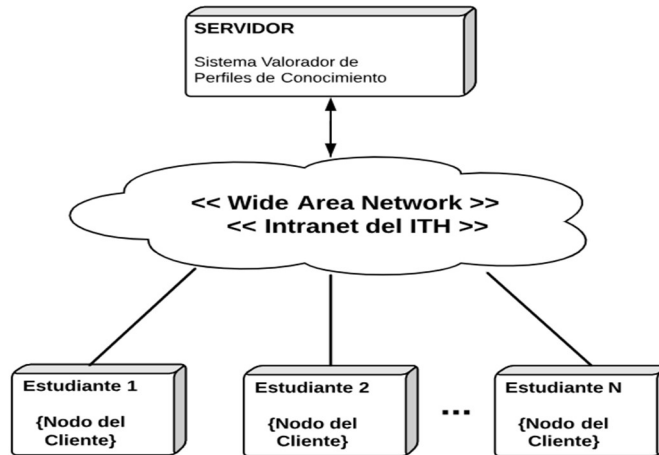 SERVIDOR
Sistema Valorador de
Perfiles de Conocimiento
<< Wide Area Network >>
<< Intranet del ITH >>
Estudiante 1
{Nodo del
Cliente}
Estudiante 2
{Nodo del
Cliente}
...
Estudiante N
{Nodo del
Cliente}